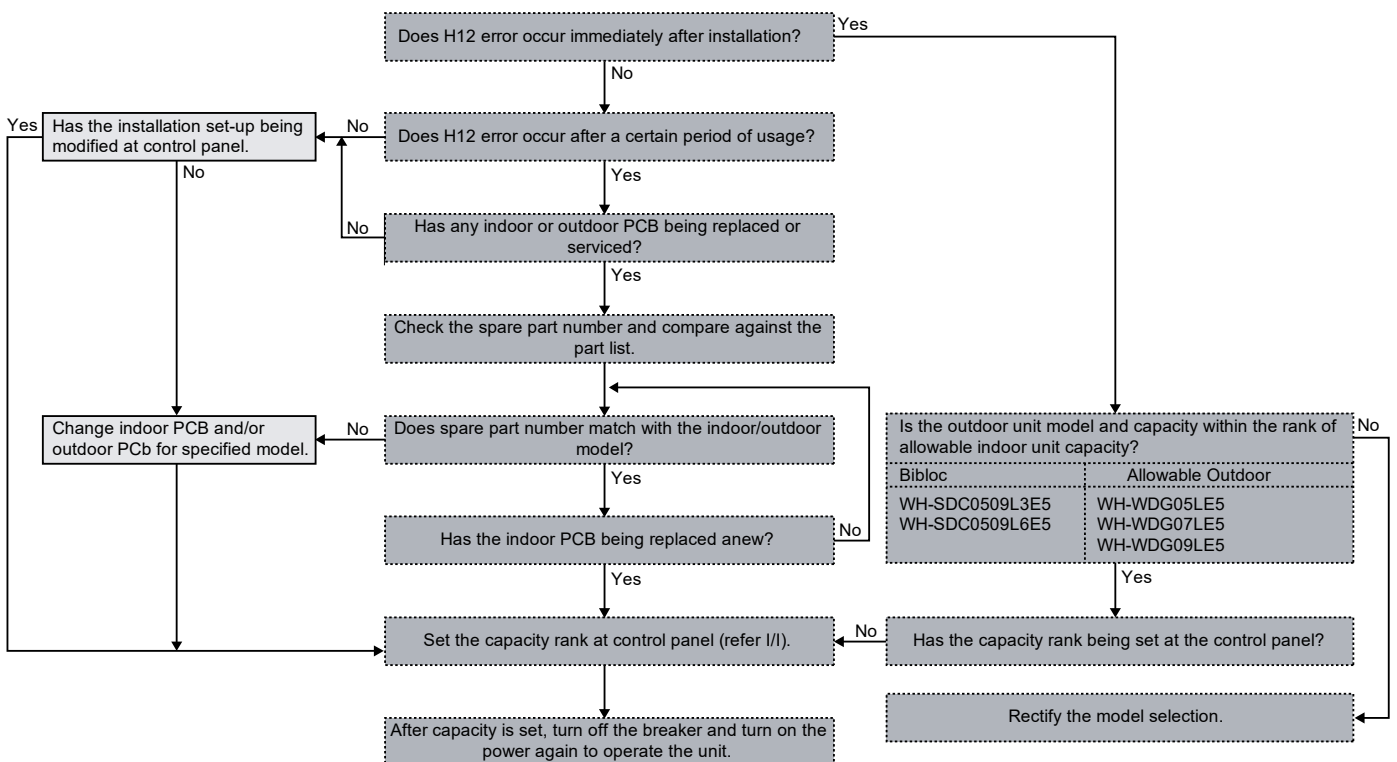 Does H12 error occur immediately after installation?
Yes
No
Yes
Has the installation set-up being
modified at control panel.
No
Does H12 error occur after a certain period of usage?
No
Yes
No
Has any indoor or outdoor PCB being replaced or
serviced?
Yes
Check the spare part number and compare against the
part list.
Change indoor PCB and/or
outdoor PCb for specified model.
No
Does spare part number match with the indoor/outdoor
model?
Yes
Is the outdoor unit model and capacity within the rank of
allowable indoor unit capacity?
No
Bibloc
Allowable Outdoor
WH-SDC0509L3E5
WH-WDG05LE5
WH-SDC0509L6E5
WH-WDG07LE5
WH-WDG09LE5
Has the indoor PCB being replaced anew?
No
Yes
Yes
Set the capacity rank at control panel (refer I/I).
No
Has the capacity rank being set at the control panel?
Rectify the model selection.
After capacity is set, turn off the breaker and turn on the
power again to operate the unit.